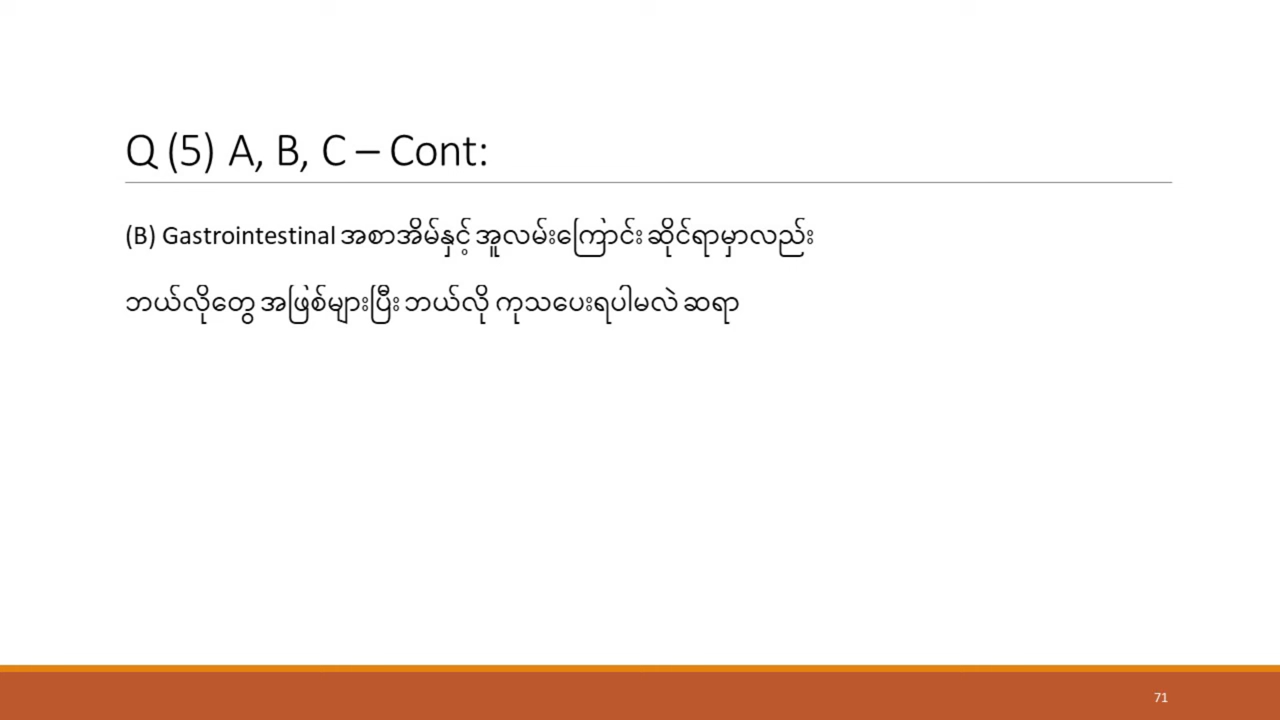 Q (5) A, B, C – Cont:
(B) Gastrointestinal အစာအိမ်နှင့် အူလမ်းကြောင်း ဆိုင်ရာမှာလည်း
ဘယ်လိုတွေ အဖြစ်များပြီး ဘယ်လို ကုသပေးရပါမလဲ ဆရာ
71